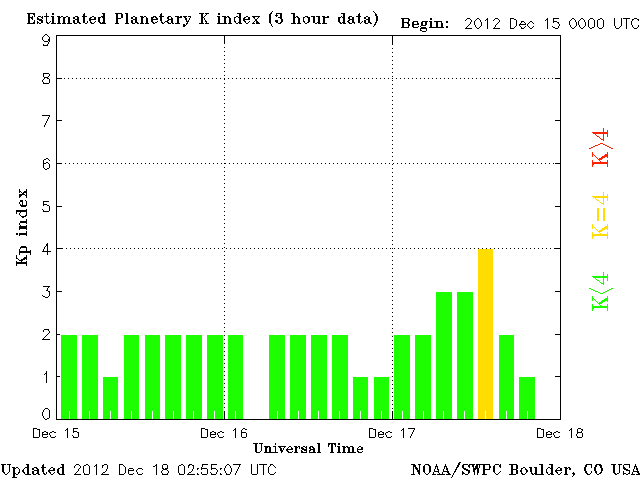 Estimated Planetary K index (3 hour data)
Begin: 2012 Dec 15 0000 UTC
9
8
7
6
5
4
3
2
1
0
Kp index
K>4
K=4
K<4
Dec 15
Dec 16
Dec 17
Dec 18
Universal Time
Updated 2012 Dec 18 02:55:07 UTC
NOAA/SWPC Boulder, CO USA